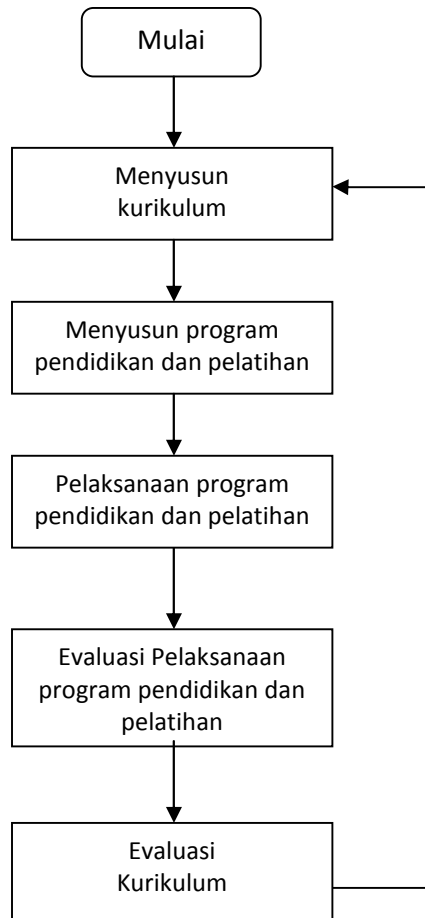 Mulai
Menyusun
kurikulum
Menyusun program
pendidikan dan pelatihan
Pelaksanaan program
pendidikan dan pelatihan
Evaluasi Pelaksanaan
program pendidikan dan
pelatihan
Evaluasi
Kurikulum